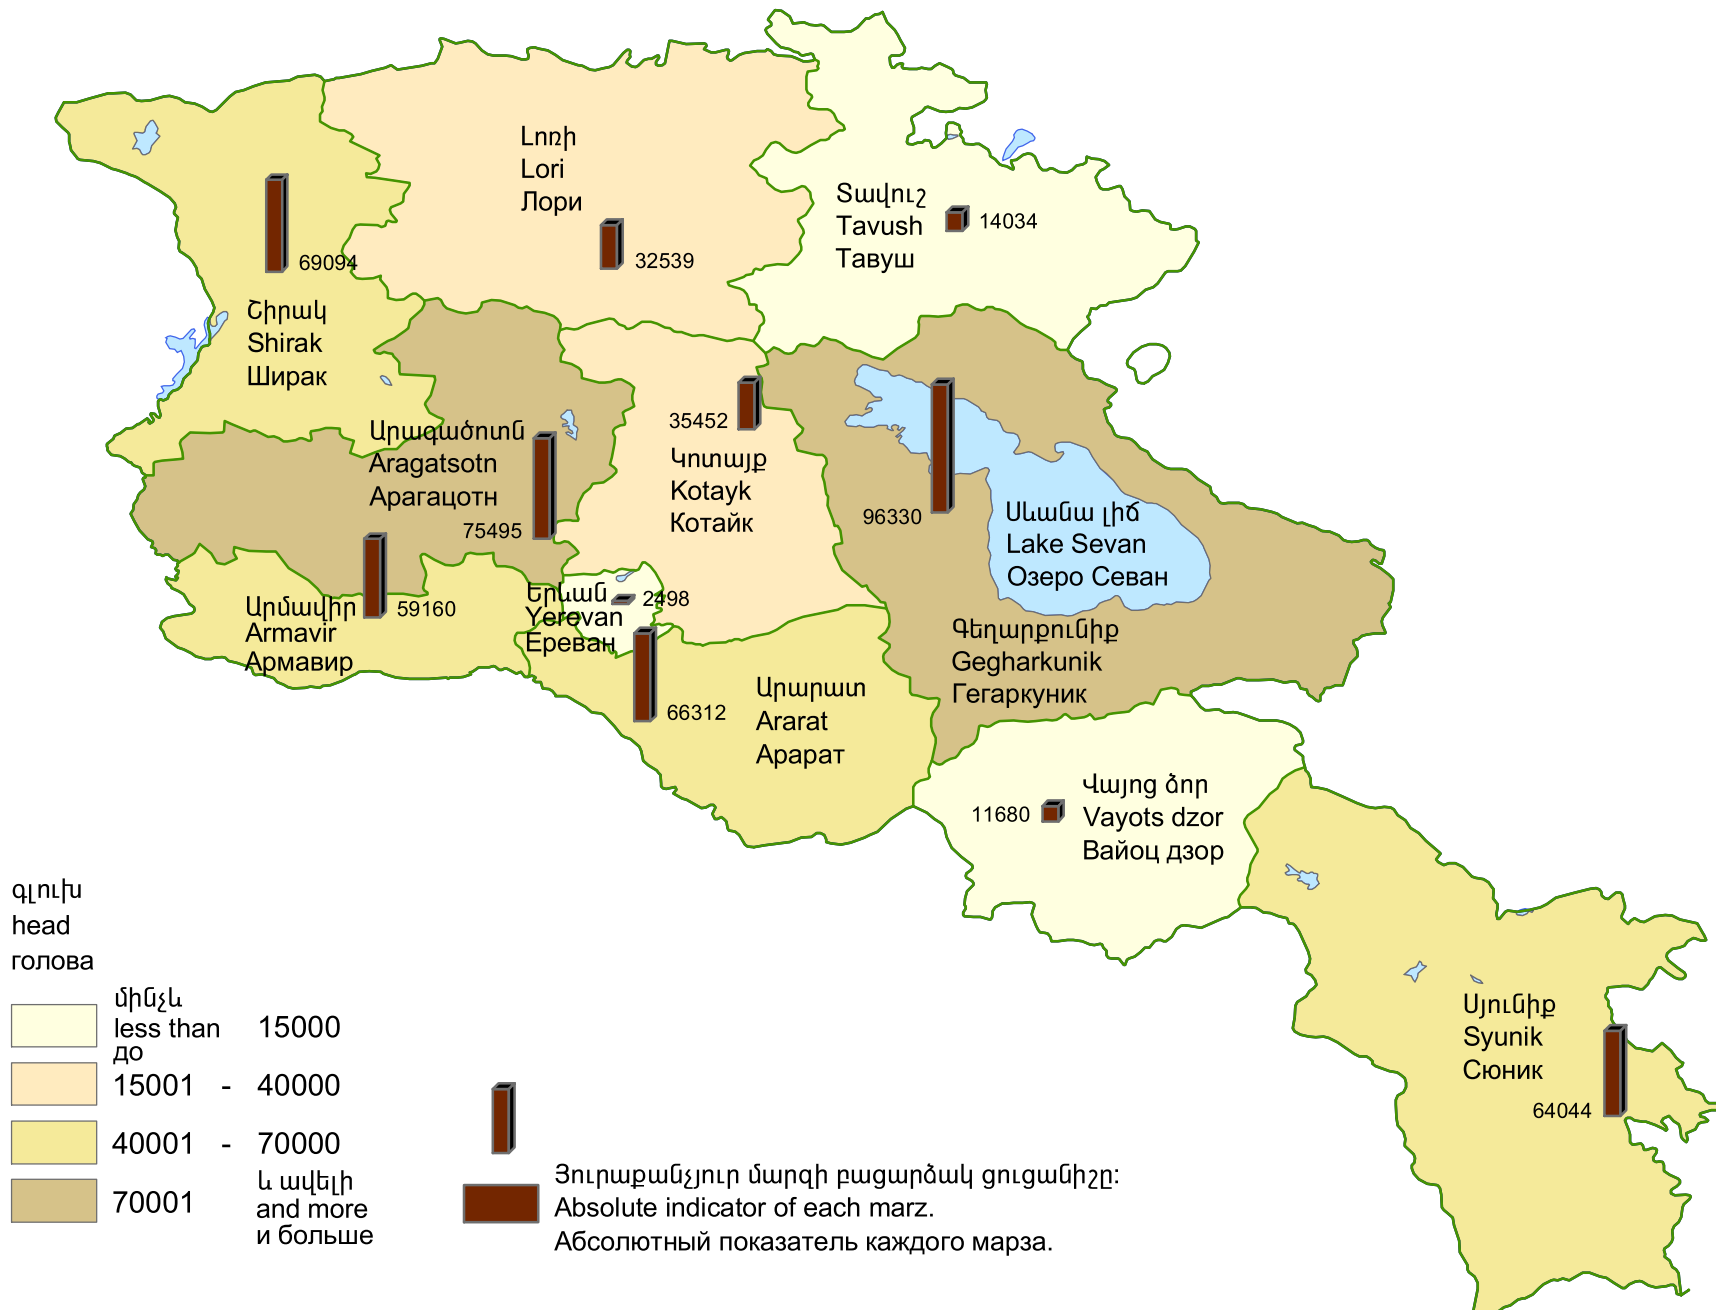 Լոռի
Lori
Лори
32539
Տավուշ
Tavush
Тавуш
14034
69094
Շիրակ
Shirak
Ширак
Արագածոտն
Aragatsotn
Арагацотн
75495
35452
Կոտայք
Kotayk
Котайк
96330
Սևանա լիճ
Lake Sevan
Озеро Севан
Արմավիր
Armavir
Армавир
59160
Երևան
Yerevan
Ереван
2498
Գեղարքունիք
Gegharkunik
Гегаркуник
66312
Արարատ
Ararat
Арарат
11680
Վայոց ձոր
Vayots dzor
Вайоц дзор
Սյունիք
Syunik
Сюник
64044
գլուխ
head
голова
մինչև
less than 15000
до
15001 - 40000
40001 - 70000
70001 և ավելի
and more
и больше
Յուրաքանչյուր մարզի բացարձակ ցուցանիշը:
Absolute indicator of each marz.
Абсолютный показатель каждого марза.